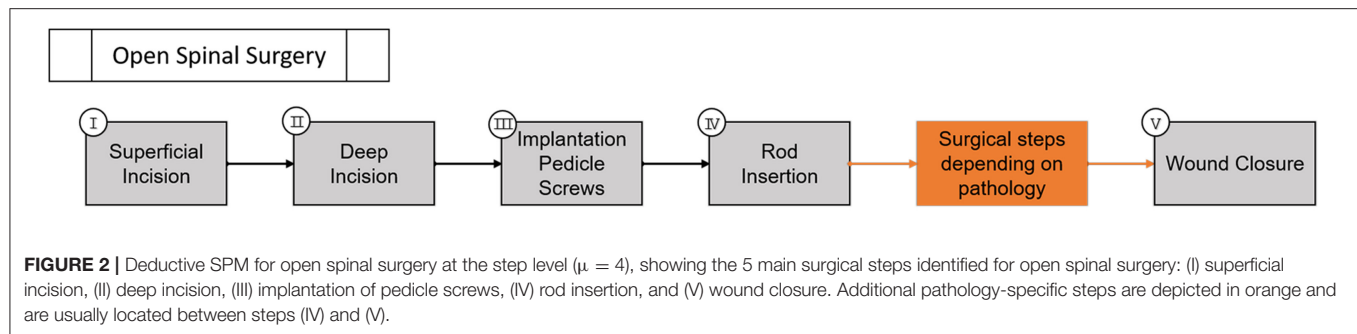 Open Spinal Surgery
I
Superficial
Incision
II
Deep
Incision
III
Implantation
Pedicle
Screws
IV
Rod
Insertion
Surgical steps
depending on
pathology
V
Wound Closure
FIGURE 2 | Deductive SPM for open spinal surgery at the step level (μ = 4), showing the 5 main surgical steps identified for open spinal surgery: (I) superficial
incision, (II) deep incision, (III) implantation of pedicle screws, (IV) rod insertion, and (V) wound closure. Additional pathology-specific steps are depicted in orange and
are usually located between steps (IV) and (V).